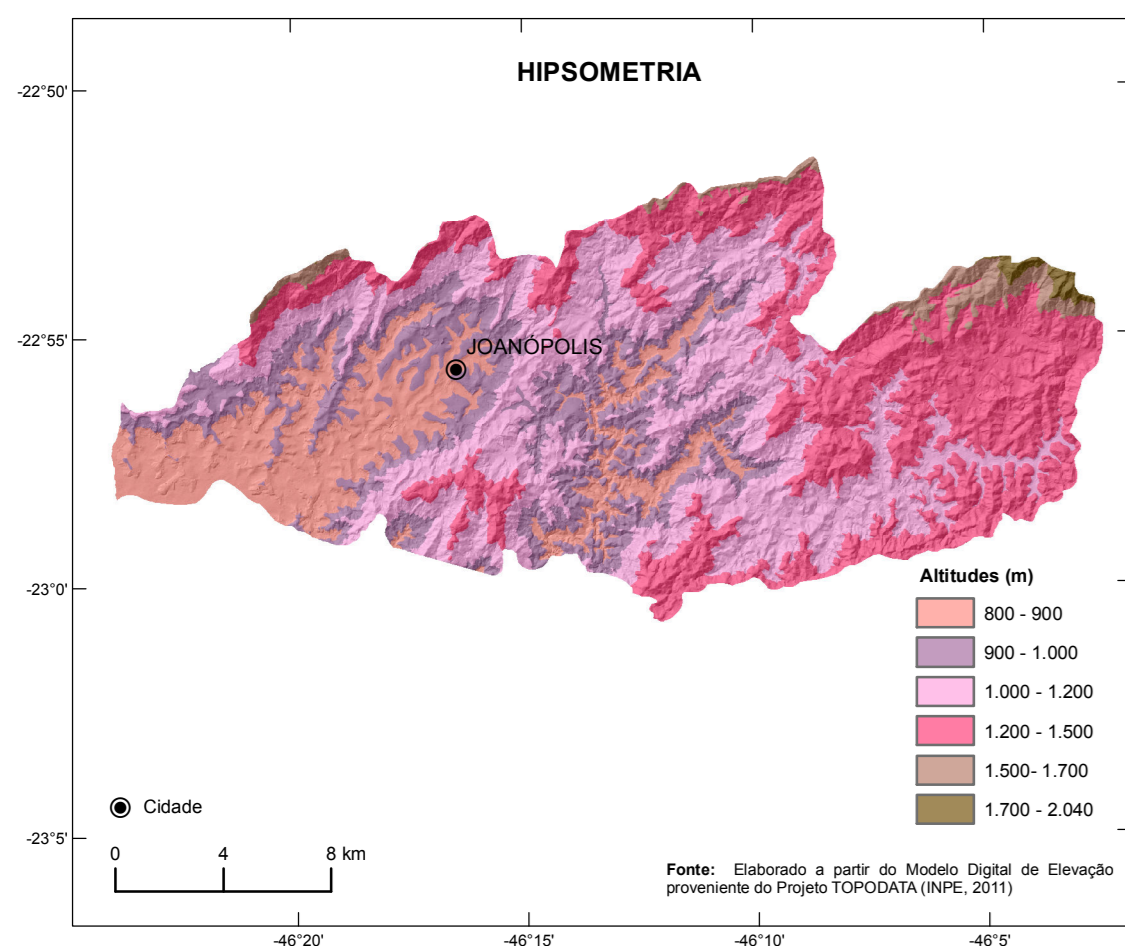 HIPSOMETRIA
-22°50'
-22°55'
JOANÓPOLIS
-23°0'
Altitudes (m)
800 - 900
900 - 1.000
1.000 - 1.200
1.200 - 1.500
1.500- 1.700
1.700 - 2.040
Cidade
-23°5'
0 4 8 km
Fonte: Elaborado a partir do Modelo Digital de Elevação
proveniente do Projeto TOPODATA (INPE, 2011)
-46°20' -46°15' -46°10' -46°5'